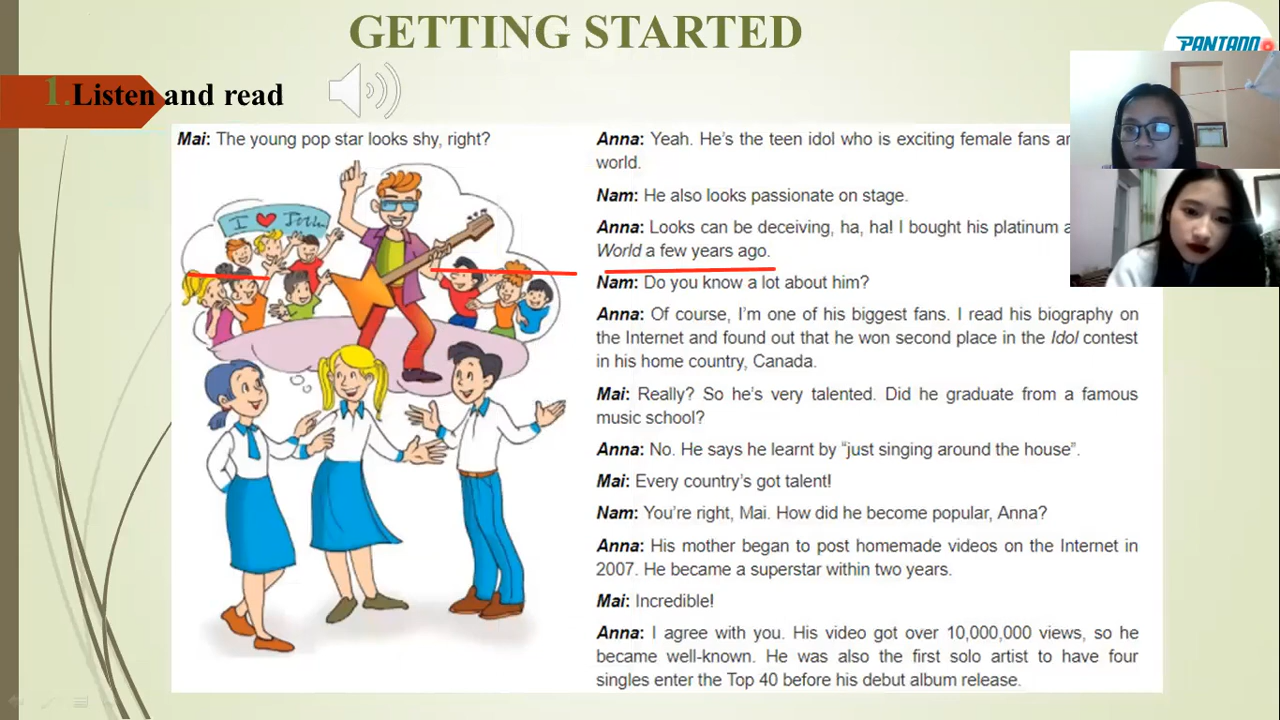 GETTING STARTED
PANTADO
1.Listen and read
Mai: The young pop star looks shy, right?
I ❤ John
Anna: Yeah. He's the teen idol who is exciting female fans
world.
Nam: He also looks passionate on stage.
Anna: Looks can be deceiving, ha, ha! I bought his platinum
World a few years ago.
Nam: Do you know a lot about him?
Anna: Of course, I'm one of his biggest fans. I read his biography on
the Internet and found out that he won second place in the Idol contest
in his home country, Canada.
Mai: Really? So he's very talented. Did he graduate from a famous
music school?
Anna: No. He says he learnt by “just singing around the house”.
Mai: Every country's got talent!
Nam: You're right, Mai. How did he become popular, Anna?
Anna: His mother began to post homemade videos on the Internet in
2007. He became a superstar within two years.
Mai: Incredible!
Anna: I agree with you. His video got over 10,000,000 views, so he
became well-known. He was also the first solo artist to have four
singles enter the Top 40 before his debut album release.